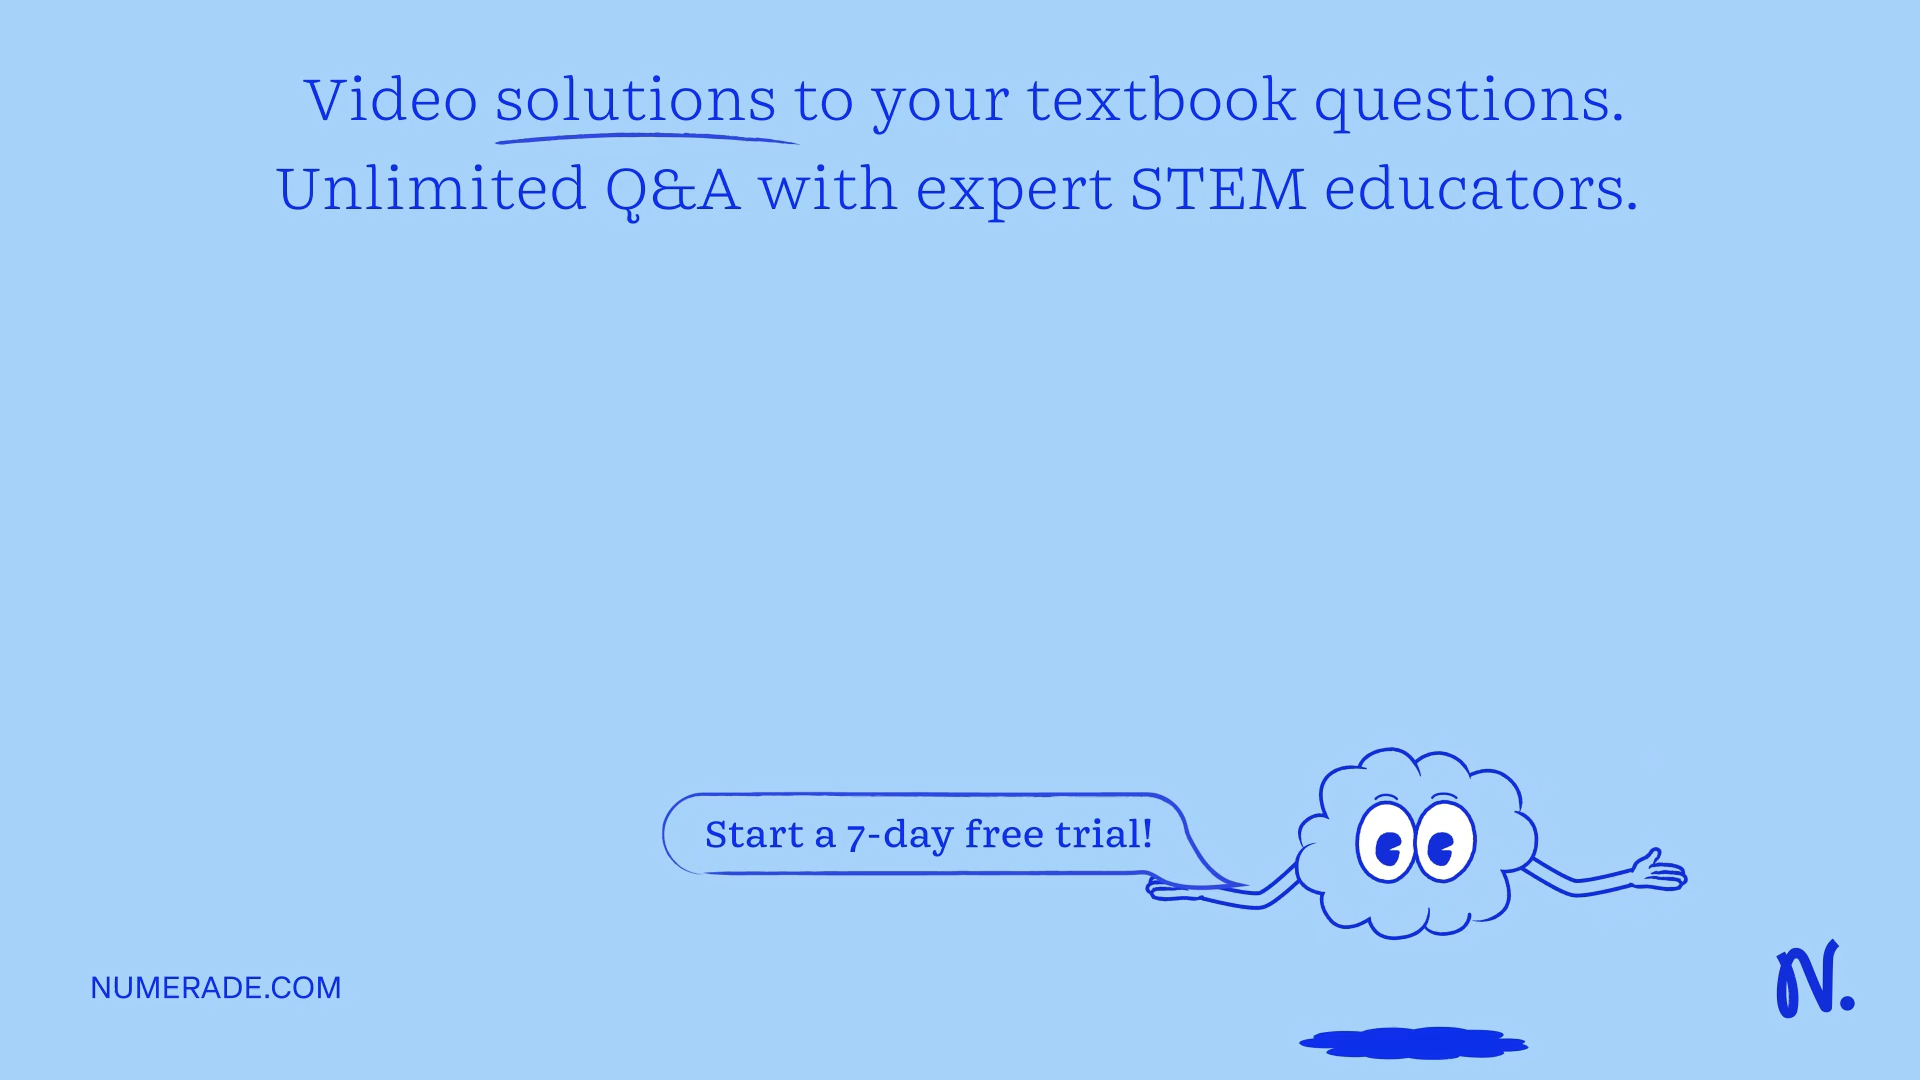 Video solutions to your textbook questions.
Unlimited Q&A with expert STEM educators.
Start a 7-day free trial!
NUMERADE.COM
N.